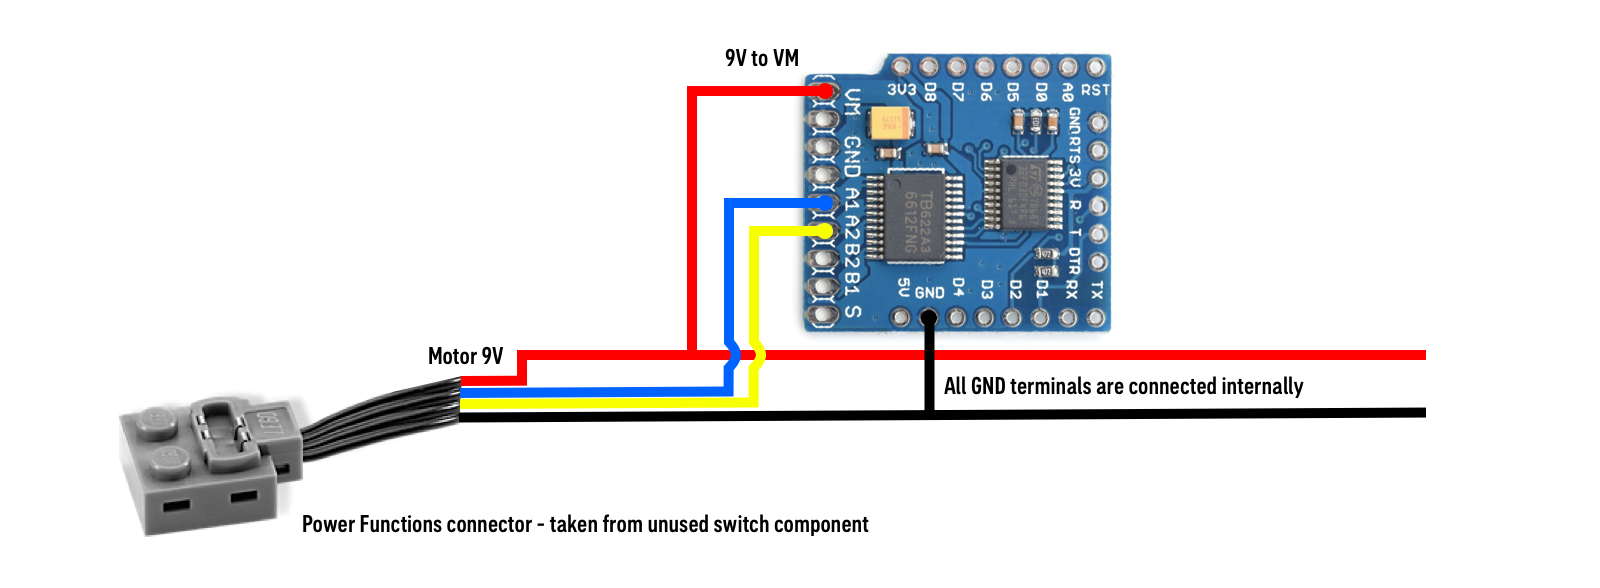 9V to VM
3V3 D8 D7 D6 D5 D0 A0 RST
VM
GND
A1
A2
B2
B1
S
GND
RTS
3V
R
T
DTR
TB622A3
6612FNG
5V GND D4 D3 D2 D1 RX TX
Motor 9V
All GND terminals are connected internally
LEGO
Power Functions connector - taken from unused switch component